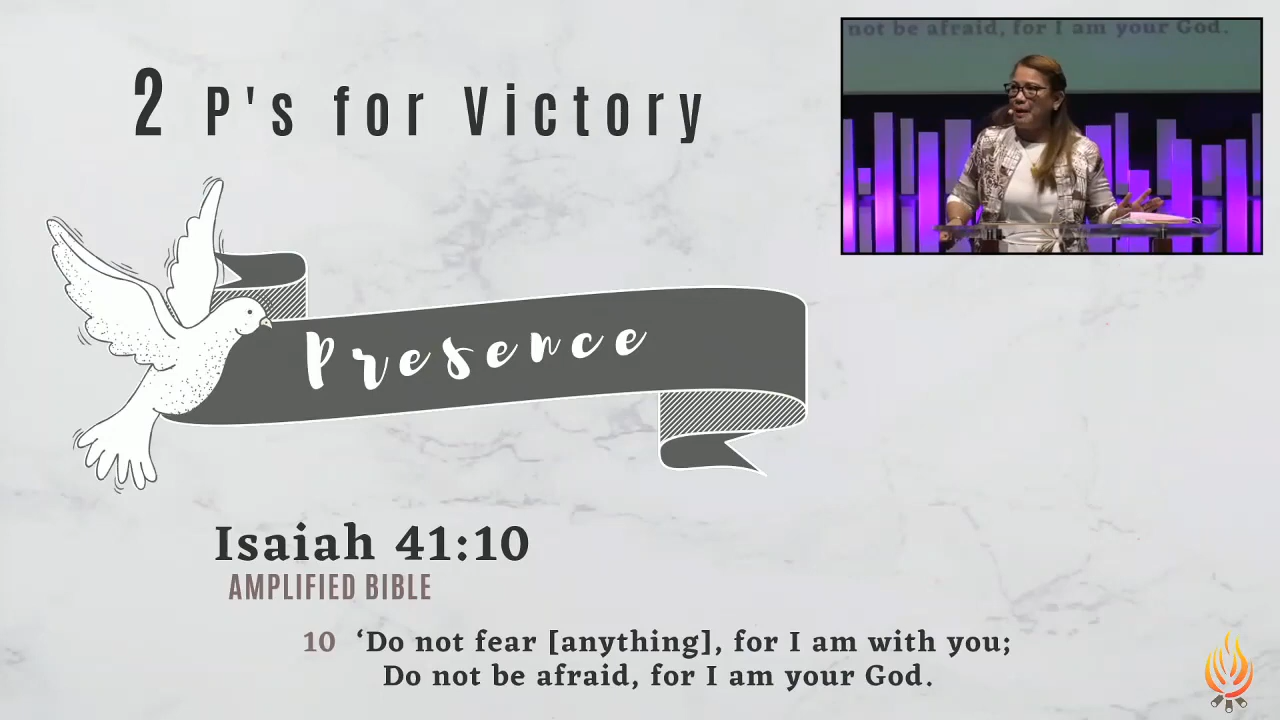 2 P's for Victory
not be afraid, for I am your God.
Presence
Isaiah 41:10
AMPLIFIED BIBLE
10 ‘Do not fear [anything], for I am with you;
Do not be afraid, for I am your God.